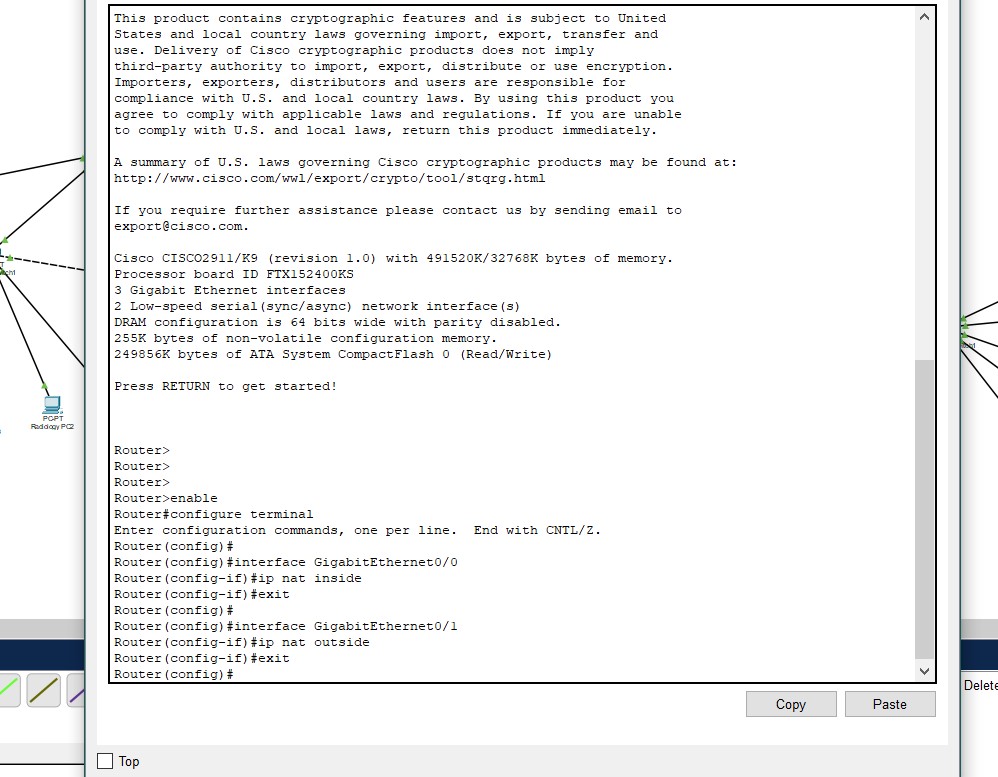 This product contains cryptographic features and is subject to United
States and local country laws governing import, export, transfer and
use. Delivery of Cisco cryptographic products does not imply
third-party authority to import, export, distribute or use encryption.
Importers, exporters, distributors and users are responsible for
compliance with U.S. and local country laws. By using this product you
agree to comply with applicable laws and regulations. If you are unable
to comply with U.S. and local laws, return this product immediately.
A summary of U.S. laws governing Cisco cryptographic products may be found at:
http://www.cisco.com/wwl/export/crypto/tool/stqrg.html
If you require further assistance please contact us by sending email to
export@cisco.com.
Cisco CISCO2911/K9 (revision 1.0) with 491520K/32768K bytes of memory.
Processor board ID FTX152400KS
3 Gigabit Ethernet interfaces
2 Low-speed serial(sync/async) network interface(s)
DRAM configuration is 64 bits wide with parity disabled.
255K bytes of non-volatile configuration memory.
249856K bytes of ATA System CompactFlash 0 (Read/Write)
Press RETURN to get started!
PC-PT
Radiology PC2
Router>
Router>
Router>
Router>enable
Router#configure terminal
Enter configuration commands, one per line.  End with CNTL/Z.
Router(config)#
Router(config)#interface GigabitEthernet0/0
Router(config-if)#ip nat inside
Router(config-if)#exit
Router(config)#
Router(config)#interface GigabitEthernet0/1
Router(config-if)#ip nat outside
Router(config-if)#exit
Router(config)#
Delete
Copy
Paste
Top